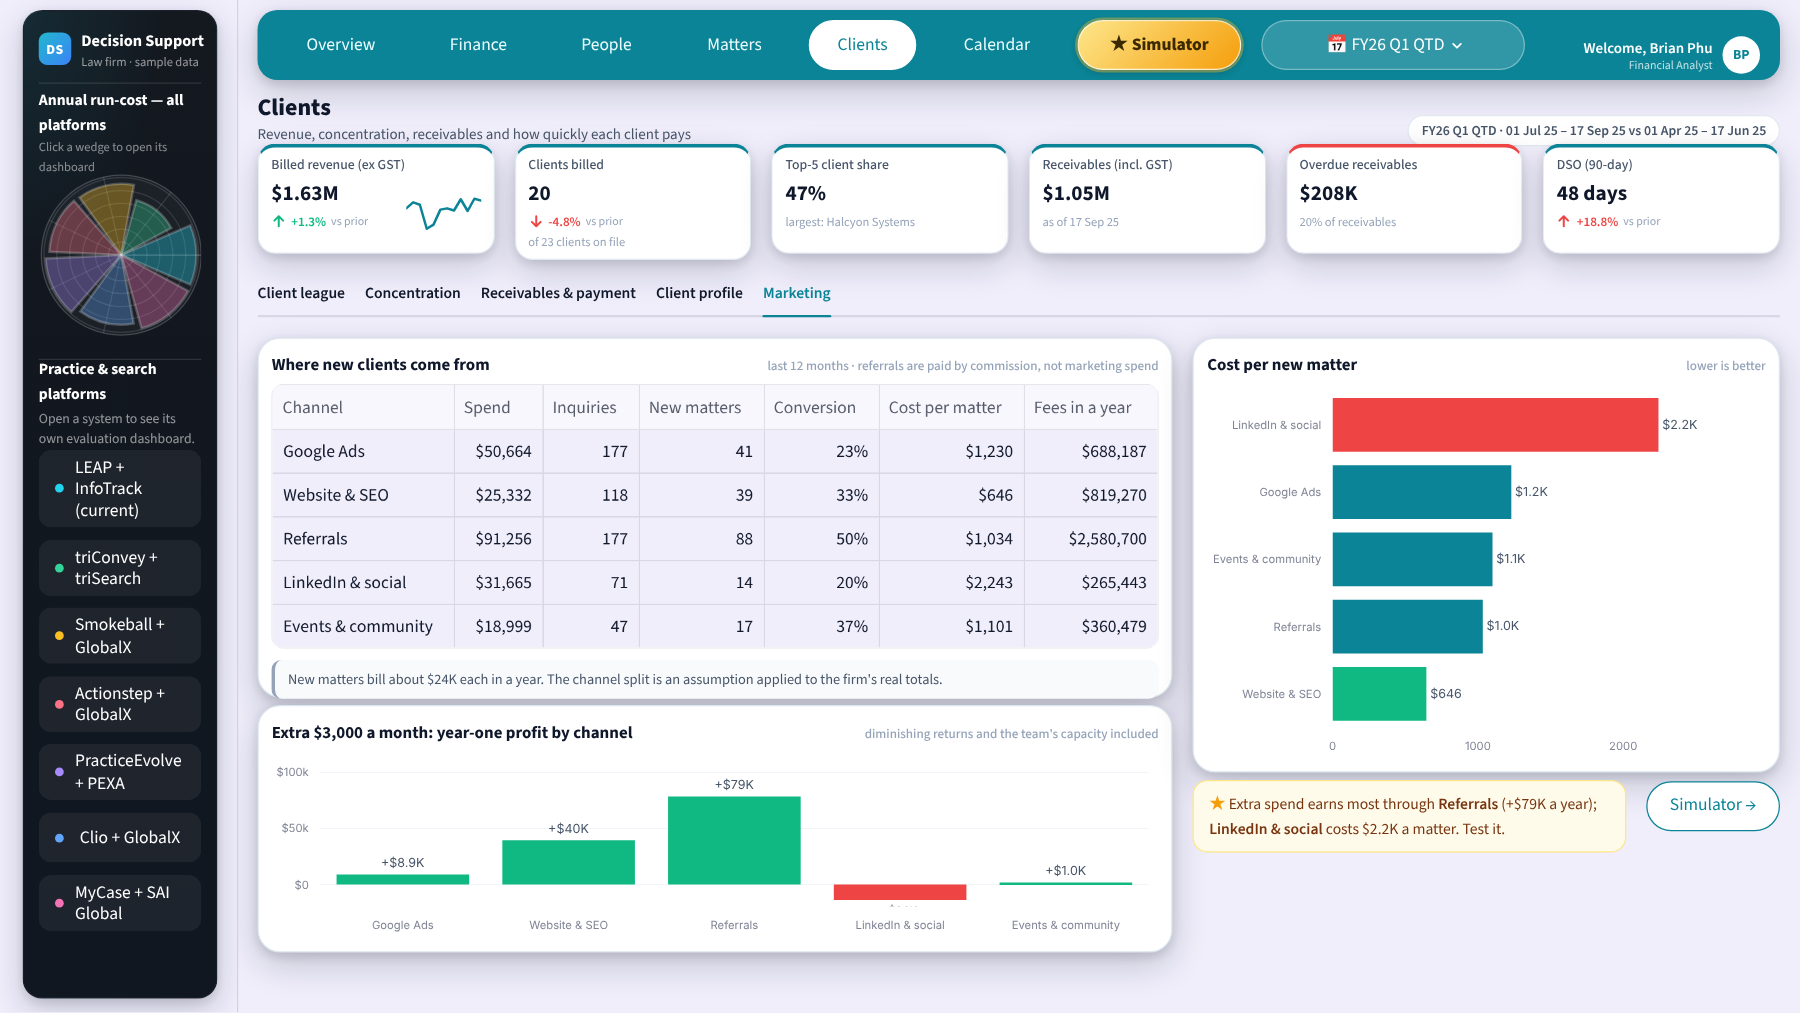 DS
Decision Support
Law firm · sample data
Annual run-cost — all
platforms
Click a wedge to open its
dashboard
Practice & search
platforms
Open a system to see its
own evaluation dashboard.
LEAP +
InfoTrack
(current)
triConvey +
triSearch
Smokeball +
GlobalX
Actionstep +
GlobalX
PracticeEvolve
+ PEXA
Clio + GlobalX
MyCase + SAI
Global
Overview
Finance
People
Matters
Clients
Calendar
★ Simulator
📅 FY26 Q1 QTD
Welcome, Brian Phu
Financial Analyst
BP
Clients
Revenue, concentration, receivables and how quickly each client pays
FY26 Q1 QTD · 01 Jul 25 – 17 Sep 25 vs 01 Apr 25 – 17 Jun 25
Billed revenue (ex GST)
$1.63M
↑ +1.3% vs prior
Clients billed
20
↓ -4.8% vs prior
of 23 clients on file
Top-5 client share
47%
largest: Halcyon Systems
Receivables (incl. GST)
$1.05M
as of 17 Sep 25
Overdue receivables
$208K
20% of receivables
DSO (90-day)
48 days
↑ +18.8% vs prior
Client league
Concentration
Receivables & payment
Client profile
Marketing
Where new clients come from
last 12 months · referrals are paid by commission, not marketing spend
Channel Spend Inquiries New matters Conversion Cost per matter Fees in a year
Google Ads $50,664 177 41 23% $1,230 $688,187
Website & SEO $25,332 118 39 33% $646 $819,270
Referrals $91,256 177 88 50% $1,034 $2,580,700
LinkedIn & social $31,665 71 14 20% $2,243 $265,443
Events & community $18,999 47 17 37% $1,101 $360,479
New matters bill about $24K each in a year. The channel split is an assumption applied to the firm's real totals.
Extra $3,000 a month: year-one profit by channel
diminishing returns and the team's capacity included
$100k
$50k
$0
+$8.9K
+$40K
+$79K
+$1.0K
Google Ads
Website & SEO
Referrals
LinkedIn & social
Events & community
Cost per new matter
lower is better
LinkedIn & social $2.2K
Google Ads $1.2K
Events & community $1.1K
Referrals $1.0K
Website & SEO $646
0 1000 2000
★ Extra spend earns most through Referrals (+$79K a year);
LinkedIn & social costs $2.2K a matter. Test it.
Simulator →